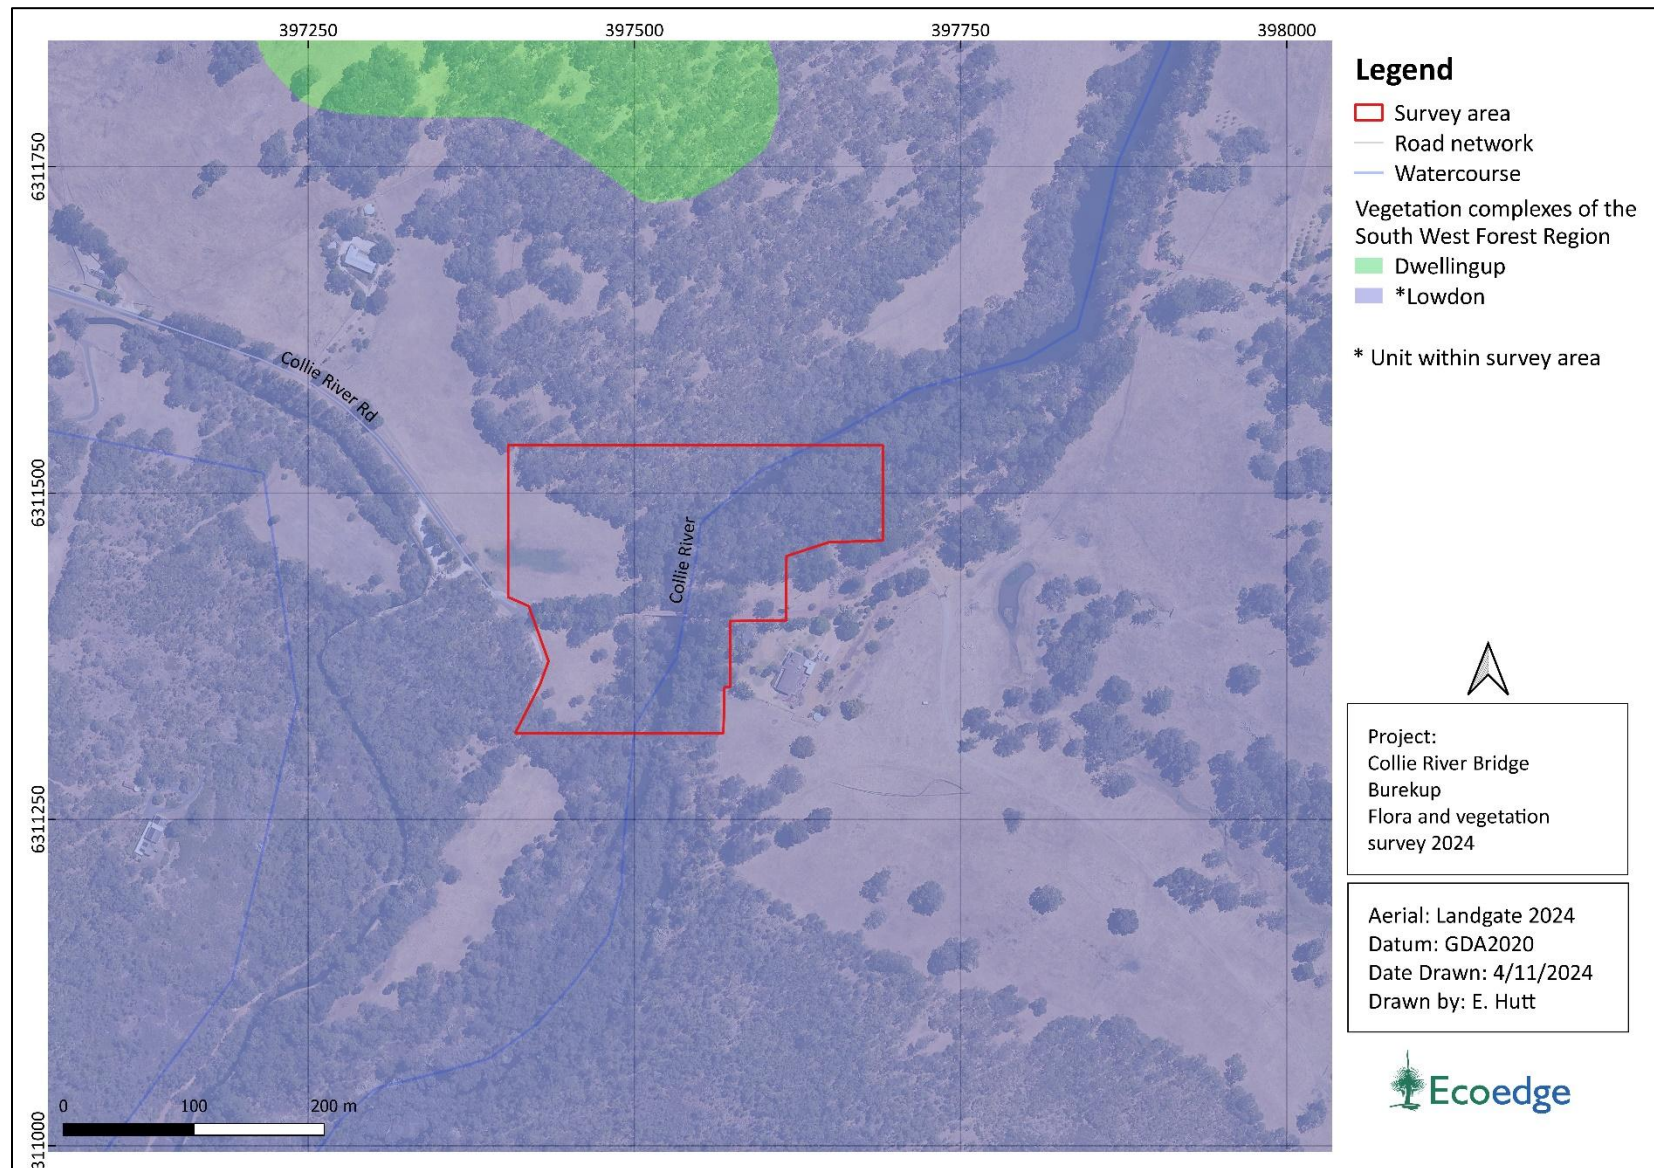 397250
397500
397750
398000
6311750
6311500
6311250
311000
Collie River Rd
Collie River
0
100
200 m
Legend
Survey area
Road network
Watercourse
Vegetation complexes of the
South West Forest Region
Dwellingup
*Lowdon
* Unit within survey area
Project:
Collie River Bridge
Burekup
Flora and vegetation
survey 2024
Aerial: Landgate 2024
Datum: GDA2020
Date Drawn: 4/11/2024
Drawn by: E. Hutt
Ecoedge